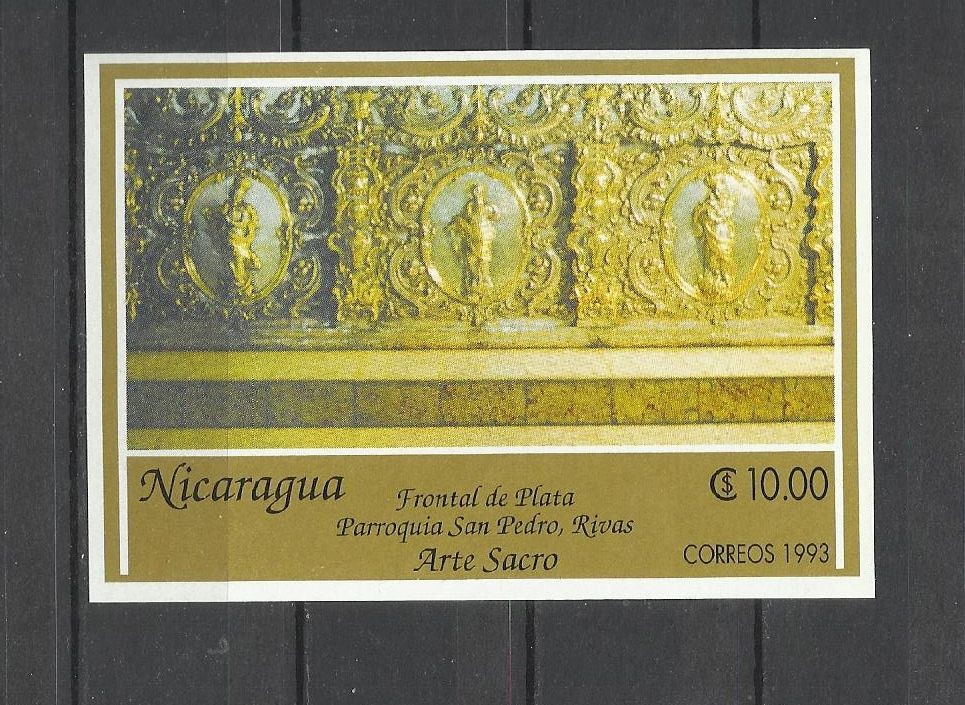 Nicaragua
Frontal de Plata
Parroquia San Pedro, Rivas
Arte Sacro
C$ 10.00
CORREOS 1993